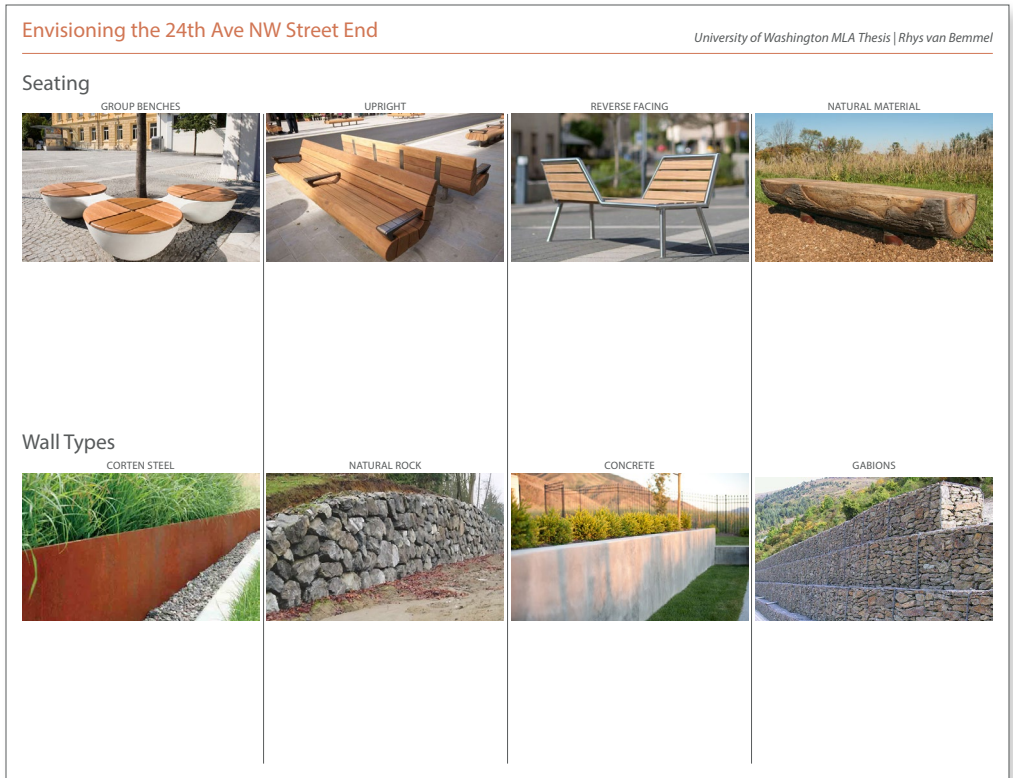 Envisioning the 24th Ave NW Street End
University of Washington MLA Thesis | Rhys van Bemmel
Seating
GROUP BENCHES
UPRIGHT
REVERSE FACING
NATURAL MATERIAL
Wall Types
CORTEN STEEL
NATURAL ROCK
CONCRETE
GABIONS